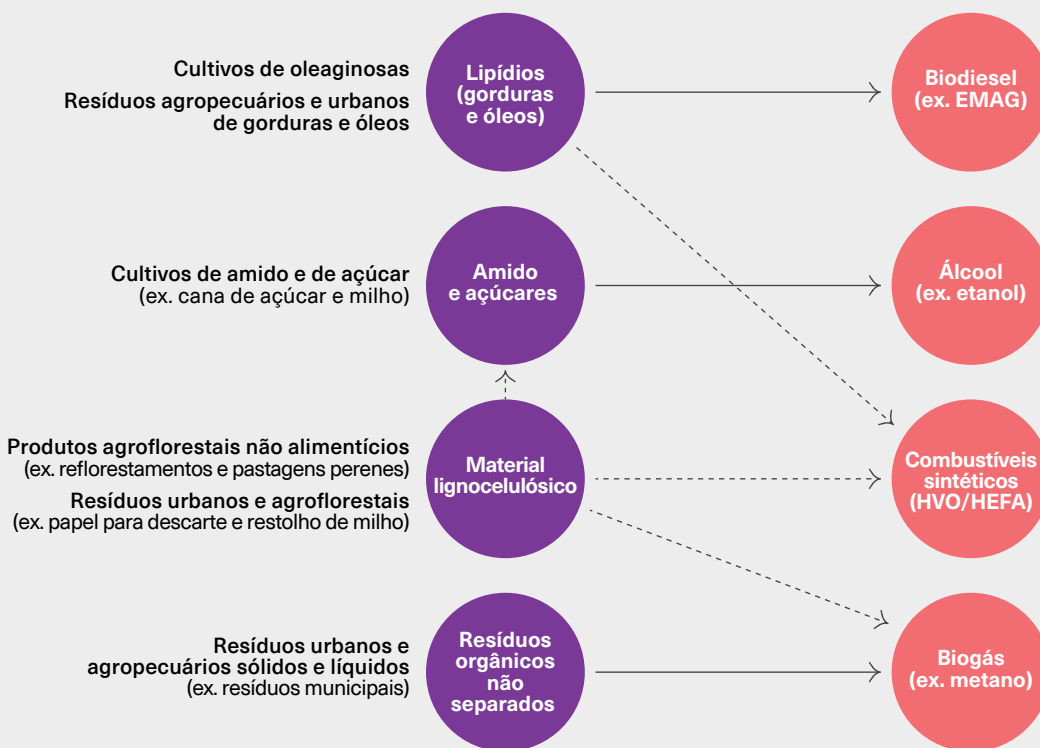 Cultivos de oleaginosas
Resíduos agropecuários e urbanos
de gorduras e óleos
Lipídios
(gorduras
e óleos)
Biodiesel
(ex. EMAG)
Cultivos de amido e de açúcar
(ex. cana de açúcar e milho)
Amido
e açúcares
Álcool
(ex. etanol)
Produtos agroflorestais não alimentícios
(ex. reflorestamentos e pastagens perenes)
Resíduos urbanos e agroflorestais
(ex. papel para descarte e restolho de milho)
Material
lignocelulósico
Combustíveis
sintéticos
(HVO/HEFA)
Resíduos urbanos e
agropecuários sólidos e líquidos
(ex. resíduos municipais)
Resíduos
orgânicos
não
separados
Biogás
(ex. metano)